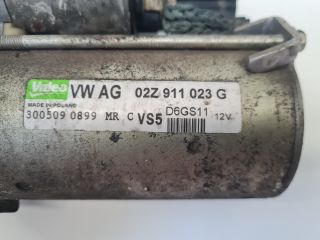 Valeo VW AG 02Z 911 023 G
MADE IN POLAND D6GS11
300509 0899 MR C VS5 12V